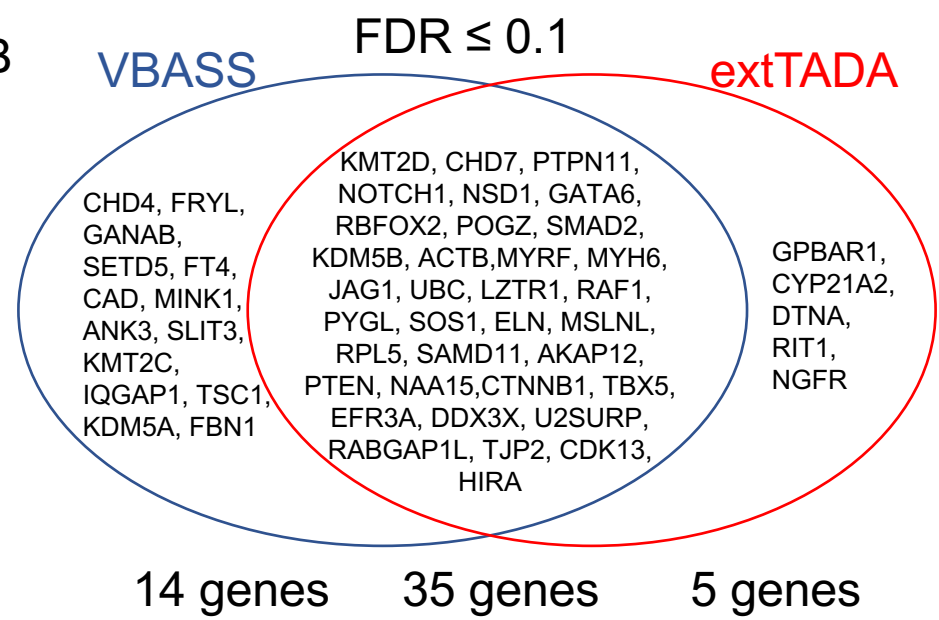 B
FDR ≤ 0.1
VBASS
extTADA
CHD4, FRYL,
GANAB,
SETD5, FT4,
CAD, MINK1,
ANK3, SLIT3,
KMT2C,
IQGAP1, TSC1,
KDM5A, FBN1
KMT2D, CHD7, PTPN11,
NOTCH1, NSD1, GATA6,
RBFOX2, POGZ, SMAD2,
KDM5B, ACTB,MYRF, MYH6,
JAG1, UBC, LZTR1, RAF1,
PYGL, SOS1, ELN, MSLNL,
RPL5, SAMD11, AKAP12,
PTEN, NAA15,CTNNB1, TBX5,
EFR3A, DDX3X, U2SURP,
RABGAP1L, TJP2, CDK13,
HIRA
GPBAR1,
CYP21A2,
DTNA,
RIT1,
NGFR
14 genes
35 genes
5 genes